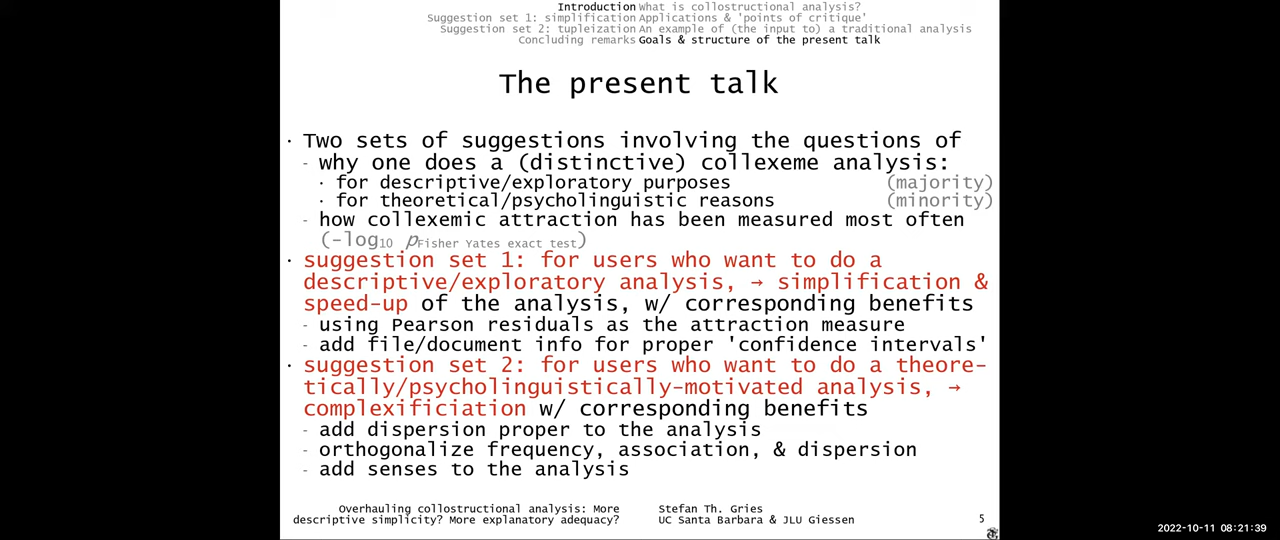 Introduction What is collostructional analysis?
Suggestion set 1: simplification Applications & 'points of critique'
Suggestion set 2: tupleization An example of (the input to) a traditional analysis
Concluding remarks Goals & structure of the present talk
The present talk
· Two sets of suggestions involving the questions of
- why one does a (distinctive) collexeme analysis:
· for descriptive/exploratory purposes (majority)
· for theoretical/psycholinguistic reasons (minority)
- how collexemic attraction has been measured most often
(-log10 pFisher Yates exact test)
· suggestion set 1: for users who want to do a
descriptive/exploratory analysis, → simplification &
speed-up of the analysis, w/ corresponding benefits
- using Pearson residuals as the attraction measure
- add file/document info for proper 'confidence intervals'
· suggestion set 2: for users who want to do a theore-
tically/psycholinguistically-motivated analysis, →
complexificiation w/ corresponding benefits
- add dispersion proper to the analysis
- orthogonalize frequency, association, & dispersion
- add senses to the analysis
Overhauling collostructional analysis: More
descriptive simplicity? More explanatory adequacy?
Stefan Th. Gries
UC Santa Barbara & JLU Giessen
5
2022-10-11 08:21:39